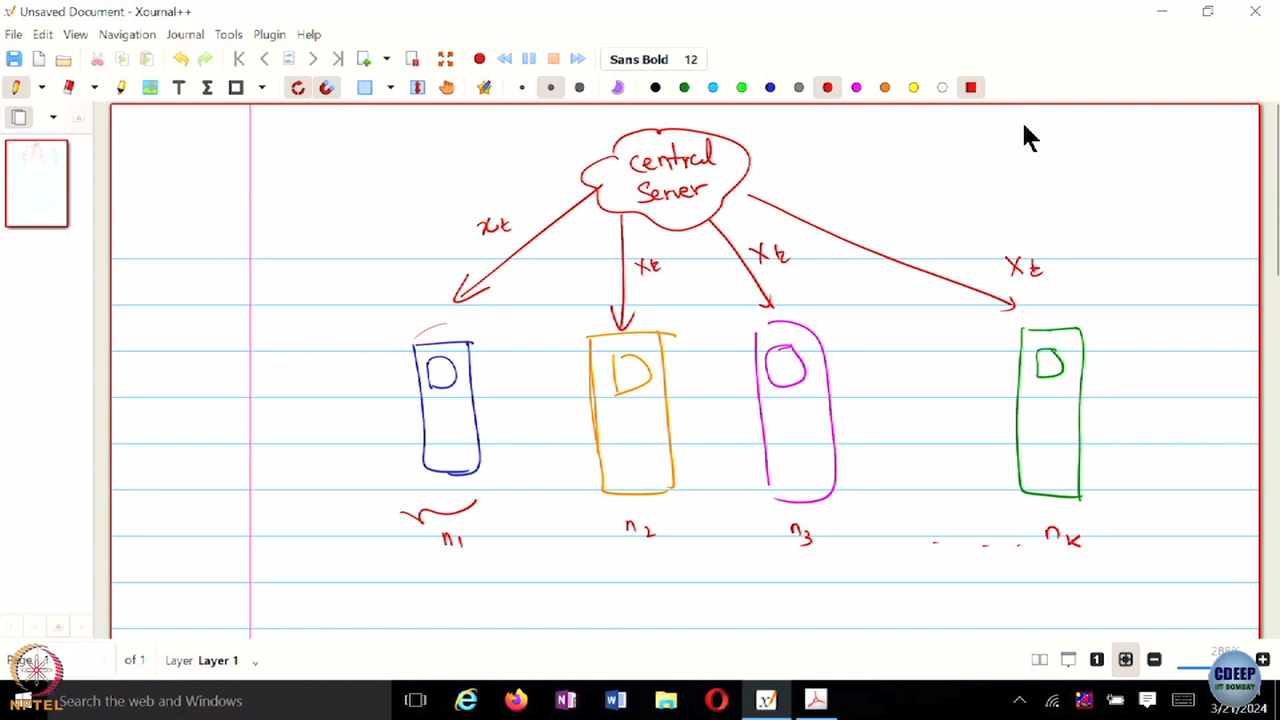 Unsaved Document - Xournal++
File Edit View Navigation Journal Tools Plugin Help
Sans Bold 12
central
Server
xt
xt
Xt
Xt
n1
n2
n3
nk
of 1 Layer Layer 1
Search the web and Windows
NPTEL
CDEEP
IIT BOMBAY
3/21/2024